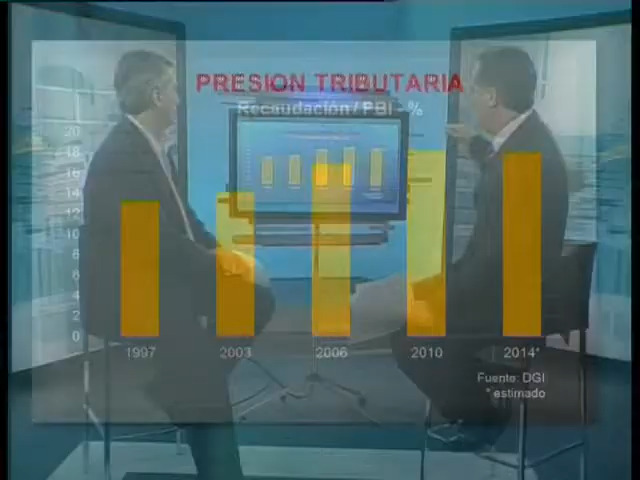 PRESION TRIBUTARIA
Recaudación / PBI - %
20
18
16
14
12
10
8
6
4
2
0
1997 2003 2006 2010 2014*
Fuente: DGI
* estimado